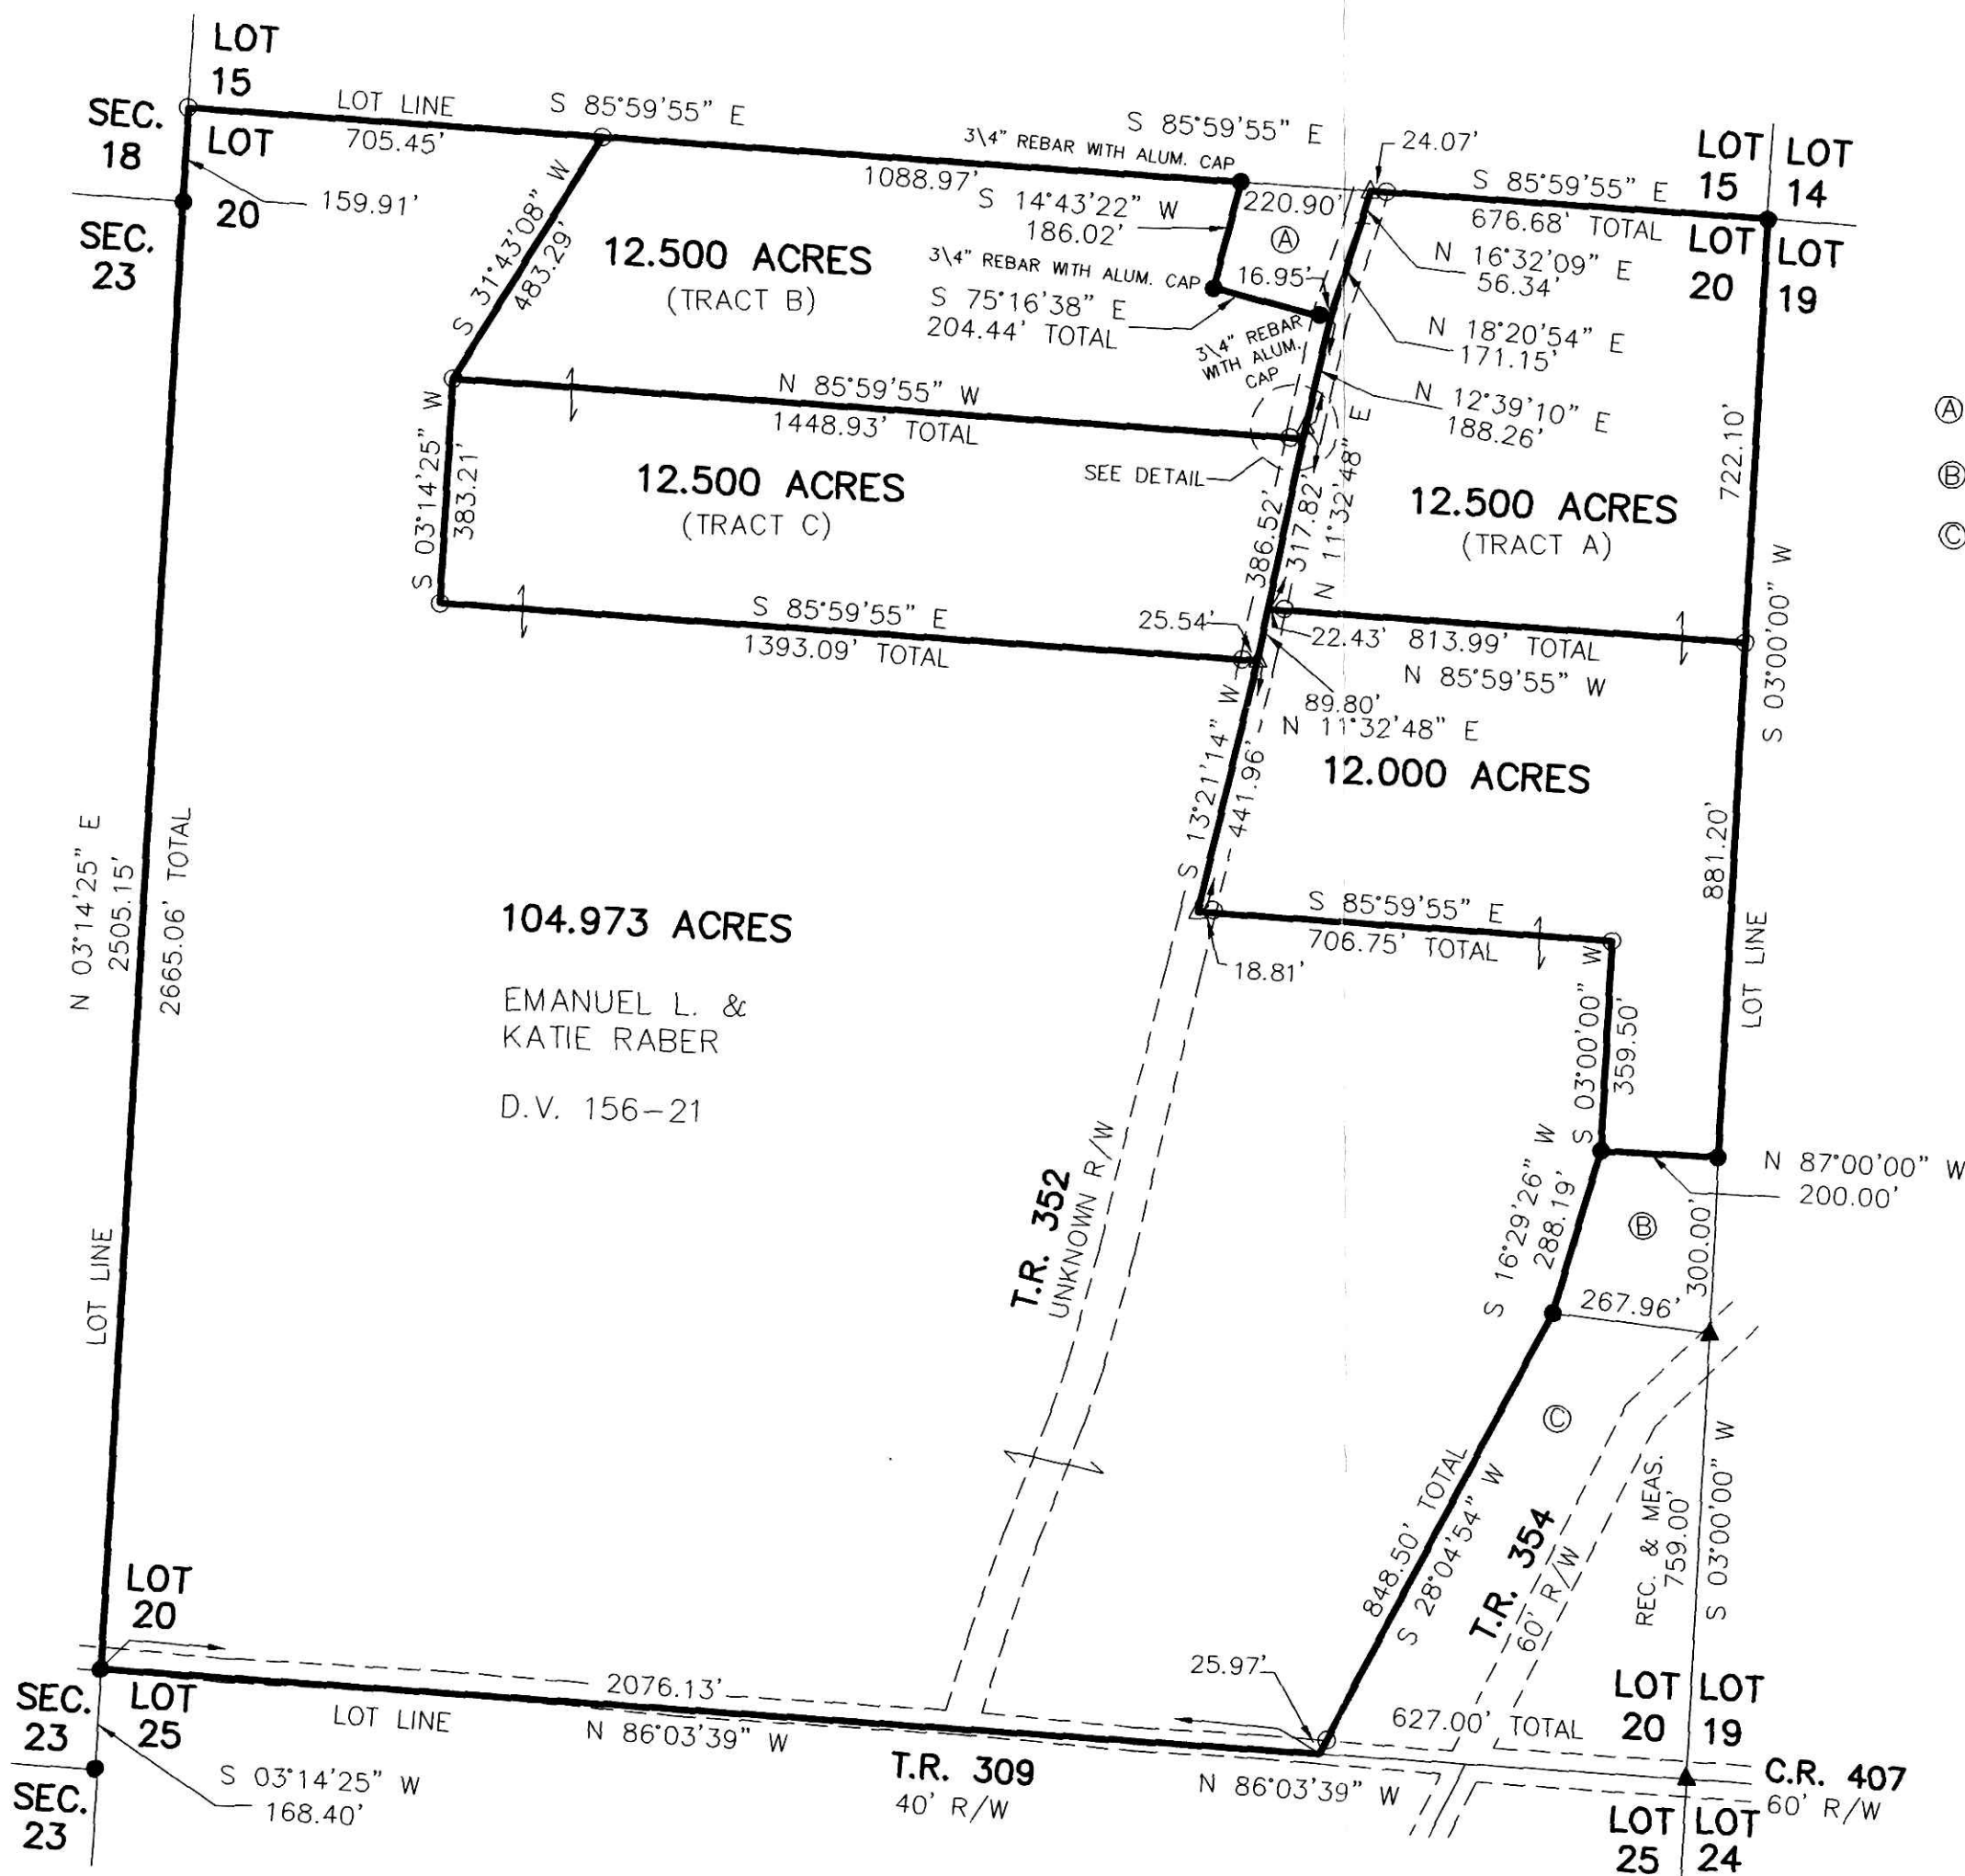 LOT
15
SEC.
18
LOT LINE
705.45'
S 85°59'55" E
LOT
20
159.91'
SEC.
23
3\4" REBAR WITH ALUM. CAP
1088.97'
S 85°59'55" E
24.07'
LOT
15
LOT
14
S 85°59'55" E
676.68' TOTAL
LOT
20
LOT
19
S 31°43'08" W
483.29'
12.500 ACRES
(TRACT B)
S 14°43'22" W
186.02'
220.90'
Ⓐ
3\4" REBAR WITH ALUM. CAP
16.95'
S 75°16'38" E
204.44' TOTAL
3\4" REBAR
WITH ALUM.
CAP
N 16°32'09" E
56.34'
N 18°20'54" E
171.15'
N 12°39'10" E
188.26'
722.10'
Ⓐ
Ⓑ
Ⓒ
N 85°59'55" W
1448.93' TOTAL
SEE DETAIL
S 03°14'25" W
383.21'
12.500 ACRES
(TRACT C)
386.52'
317.82'
N 11°32'48" E
12.500 ACRES
(TRACT A)
S 03°00'00" W
S 85°59'55" E
1393.09' TOTAL
25.54'
22.43'
813.99' TOTAL
N 85°59'55" W
89.80'
N 11°32'48" E
S 13°21'14" W
441.96'
12.000 ACRES
881.20'
LOT LINE
N 03°14'25" E
2505.15'
2665.06' TOTAL
104.973 ACRES
EMANUEL L. &
KATIE RABER
D.V. 156-21
S 85°59'55" E
706.75' TOTAL
18.81'
S 03°00'00" W
359.50'
N 87°00'00" W
200.00'
T.R. 352
UNKNOWN R/W
S 16°29'26" W
288.19'
Ⓑ
300.00'
267.96'
LOT LINE
Ⓒ
848.50' TOTAL
S 28°04'54" W
T.R. 354
60' R/W
REC. & MEAS.
759.00'
S 03°00'00" W
LOT
20
SEC.
23
LOT
25
2076.13'
LOT LINE
N 86°03'39" W
25.97'
627.00' TOTAL
LOT
20
LOT
19
T.R. 309
40' R/W
N 86°03'39" W
C.R. 407
60' R/W
S 03°14'25" W
168.40'
SEC.
23
LOT
25
LOT
24